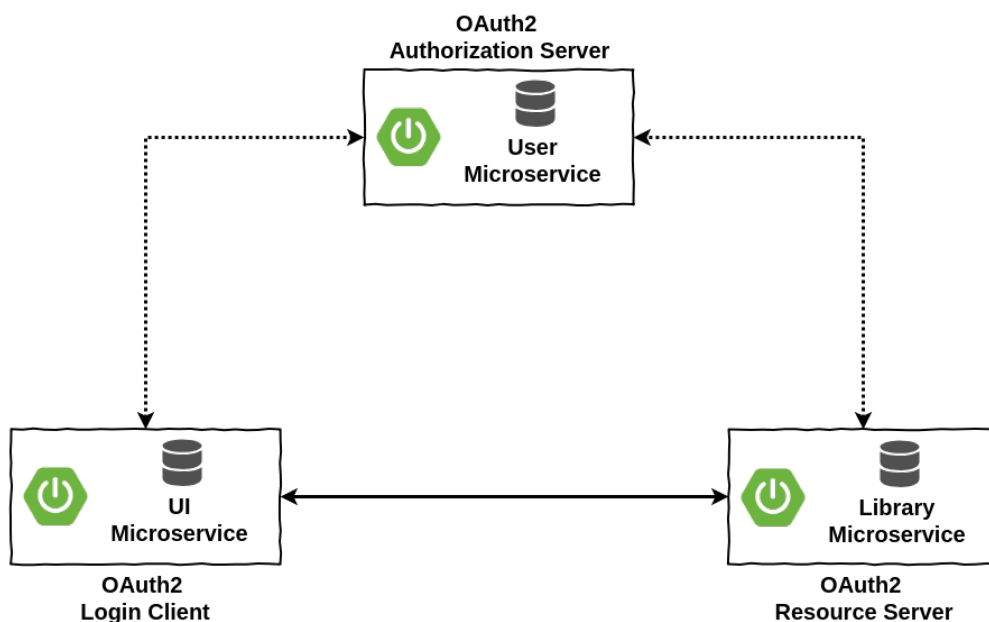 OAuth2
Authorization Server
User
Microservice
UI
Microservice
OAuth2
Login Client
Library
Microservice
OAuth2
Resource Server